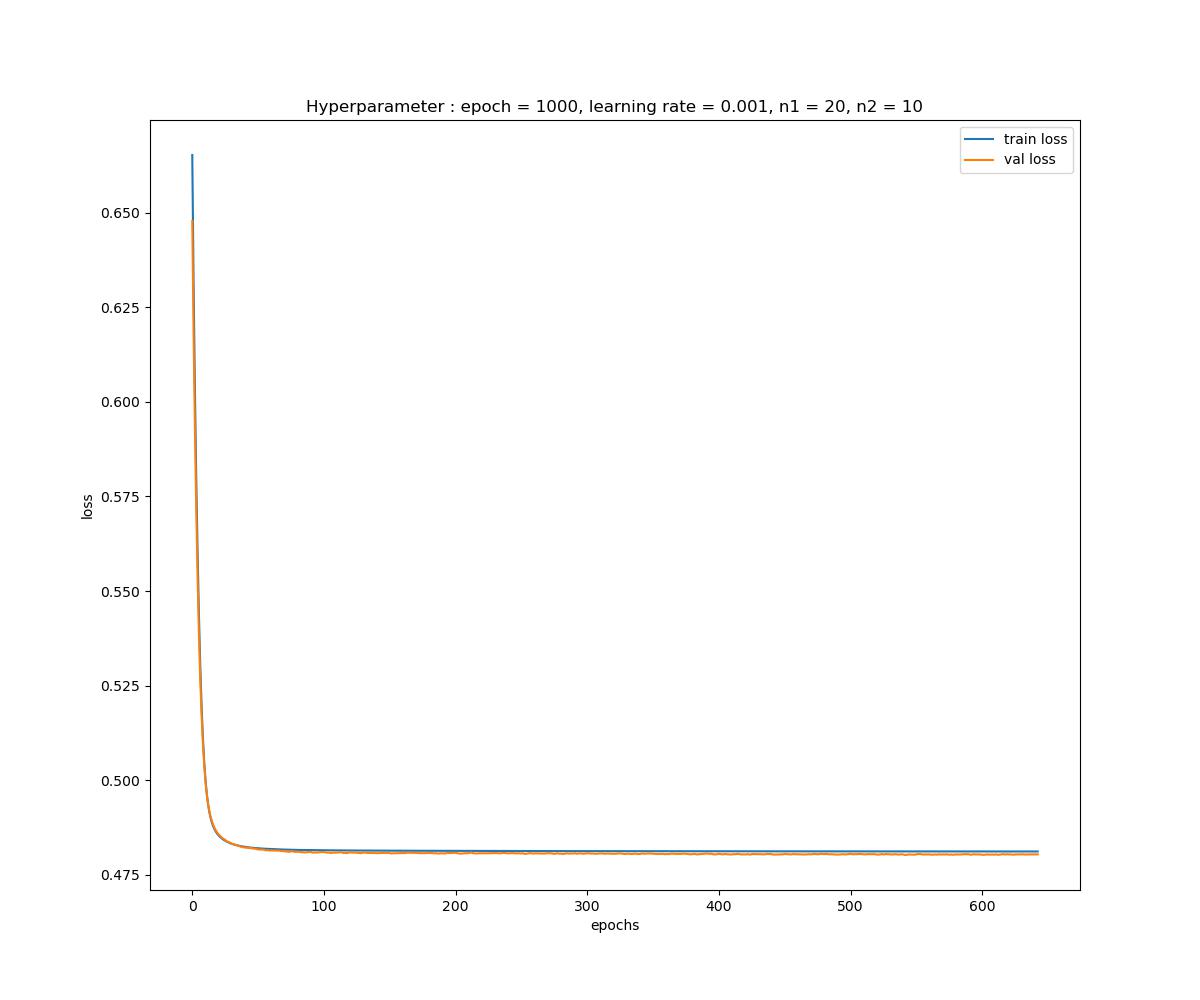 Hyperparameter : epoch = 1000, learning rate = 0.001, n1 = 20, n2 = 10
train loss
val loss
0.650
0.625
0.600
0.575
0.550
0.525
0.500
0.475
loss
0 100 200 300 400 500 600
epochs